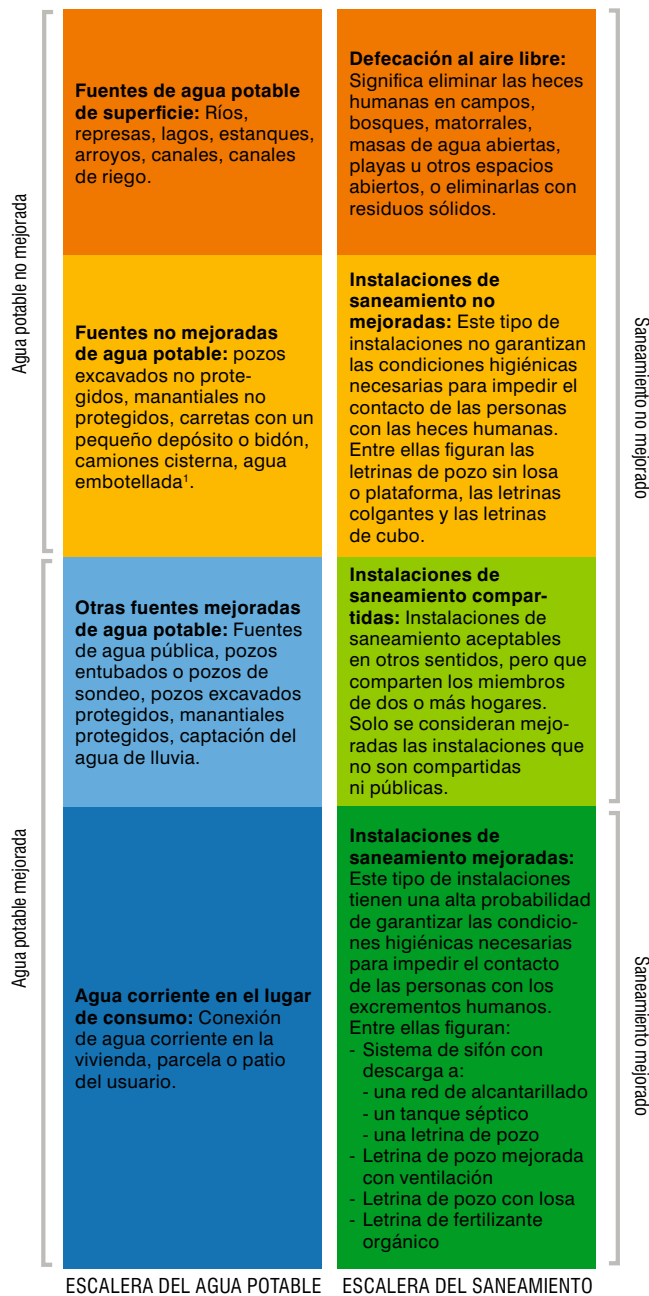 Agua potable no mejorada
Fuentes de agua potable
de superficie: Ríos,
represas, lagos, estanques,
arroyos, canales, canales
de riego.
Fuentes no mejoradas
de agua potable: pozos
excavados no prote-
gidos, manantiales no
protegidos, carretas con un
pequeño depósito o bidón,
camiones cisterna, agua
embotellada¹.
Agua potable mejorada
Otras fuentes mejoradas
de agua potable: Fuentes
de agua pública, pozos
entubados o pozos de
sondeo, pozos excavados
protegidos, manantiales
protegidos, captación del
agua de lluvia.
Agua corriente en el lugar
de consumo: Conexión
de agua corriente en la
vivienda, parcela o patio
del usuario.
ESCALERA DEL AGUA POTABLE
Defecación al aire libre:
Significa eliminar las heces
humanas en campos,
bosques, matorrales,
masas de agua abiertas,
playas u otros espacios
abiertos, o eliminarlas con
residuos sólidos.
Instalaciones de
saneamiento no
mejoradas: Este tipo de
instalaciones no garantizan
las condiciones higiénicas
necesarias para impedir el
contacto de las personas
con las heces humanas.
Entre ellas figuran las
letrinas de pozo sin losa
o plataforma, las letrinas
colgantes y las letrinas
de cubo.
Instalaciones de
saneamiento compar-
tidas: Instalaciones de
saneamiento aceptables
en otros sentidos, pero que
comparten los miembros
de dos o más hogares.
Solo se consideran mejo-
radas las instalaciones que
no son compartidas
ni públicas.
Saneamiento no mejorado
Instalaciones de
saneamiento mejoradas:
Este tipo de instalaciones
tienen una alta probabilidad
de garantizar las condicio-
nes higiénicas necesarias
para impedir el contacto
de las personas con los
excrementos humanos.
Entre ellas figuran:
- Sistema de sifón con
descarga a:
- una red de alcantarillado
- un tanque séptico
- una letrina de pozo
- Letrina de pozo mejorada
con ventilación
- Letrina de pozo con losa
- Letrina de fertilizante
orgánico
Saneamiento mejorado
ESCALERA DEL SANEAMIENTO